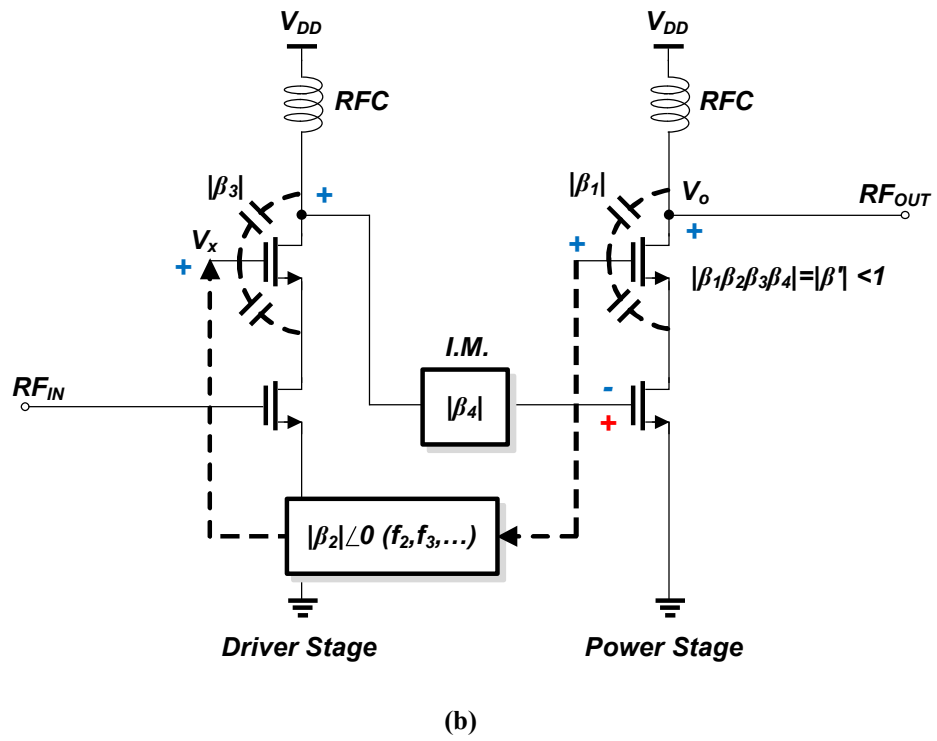 V_DD
V_DD
RFC
RFC
|β₃|
+
|β₁|
V_o
RF_OUT
V_x
+
+
+
|β₁β₂β₃β₄|=|β'| <1
I.M.
RF_IN
|β₄|
-
+
|β₂|∠0 (f₂,f₃,...)
Driver Stage
Power Stage
(b)